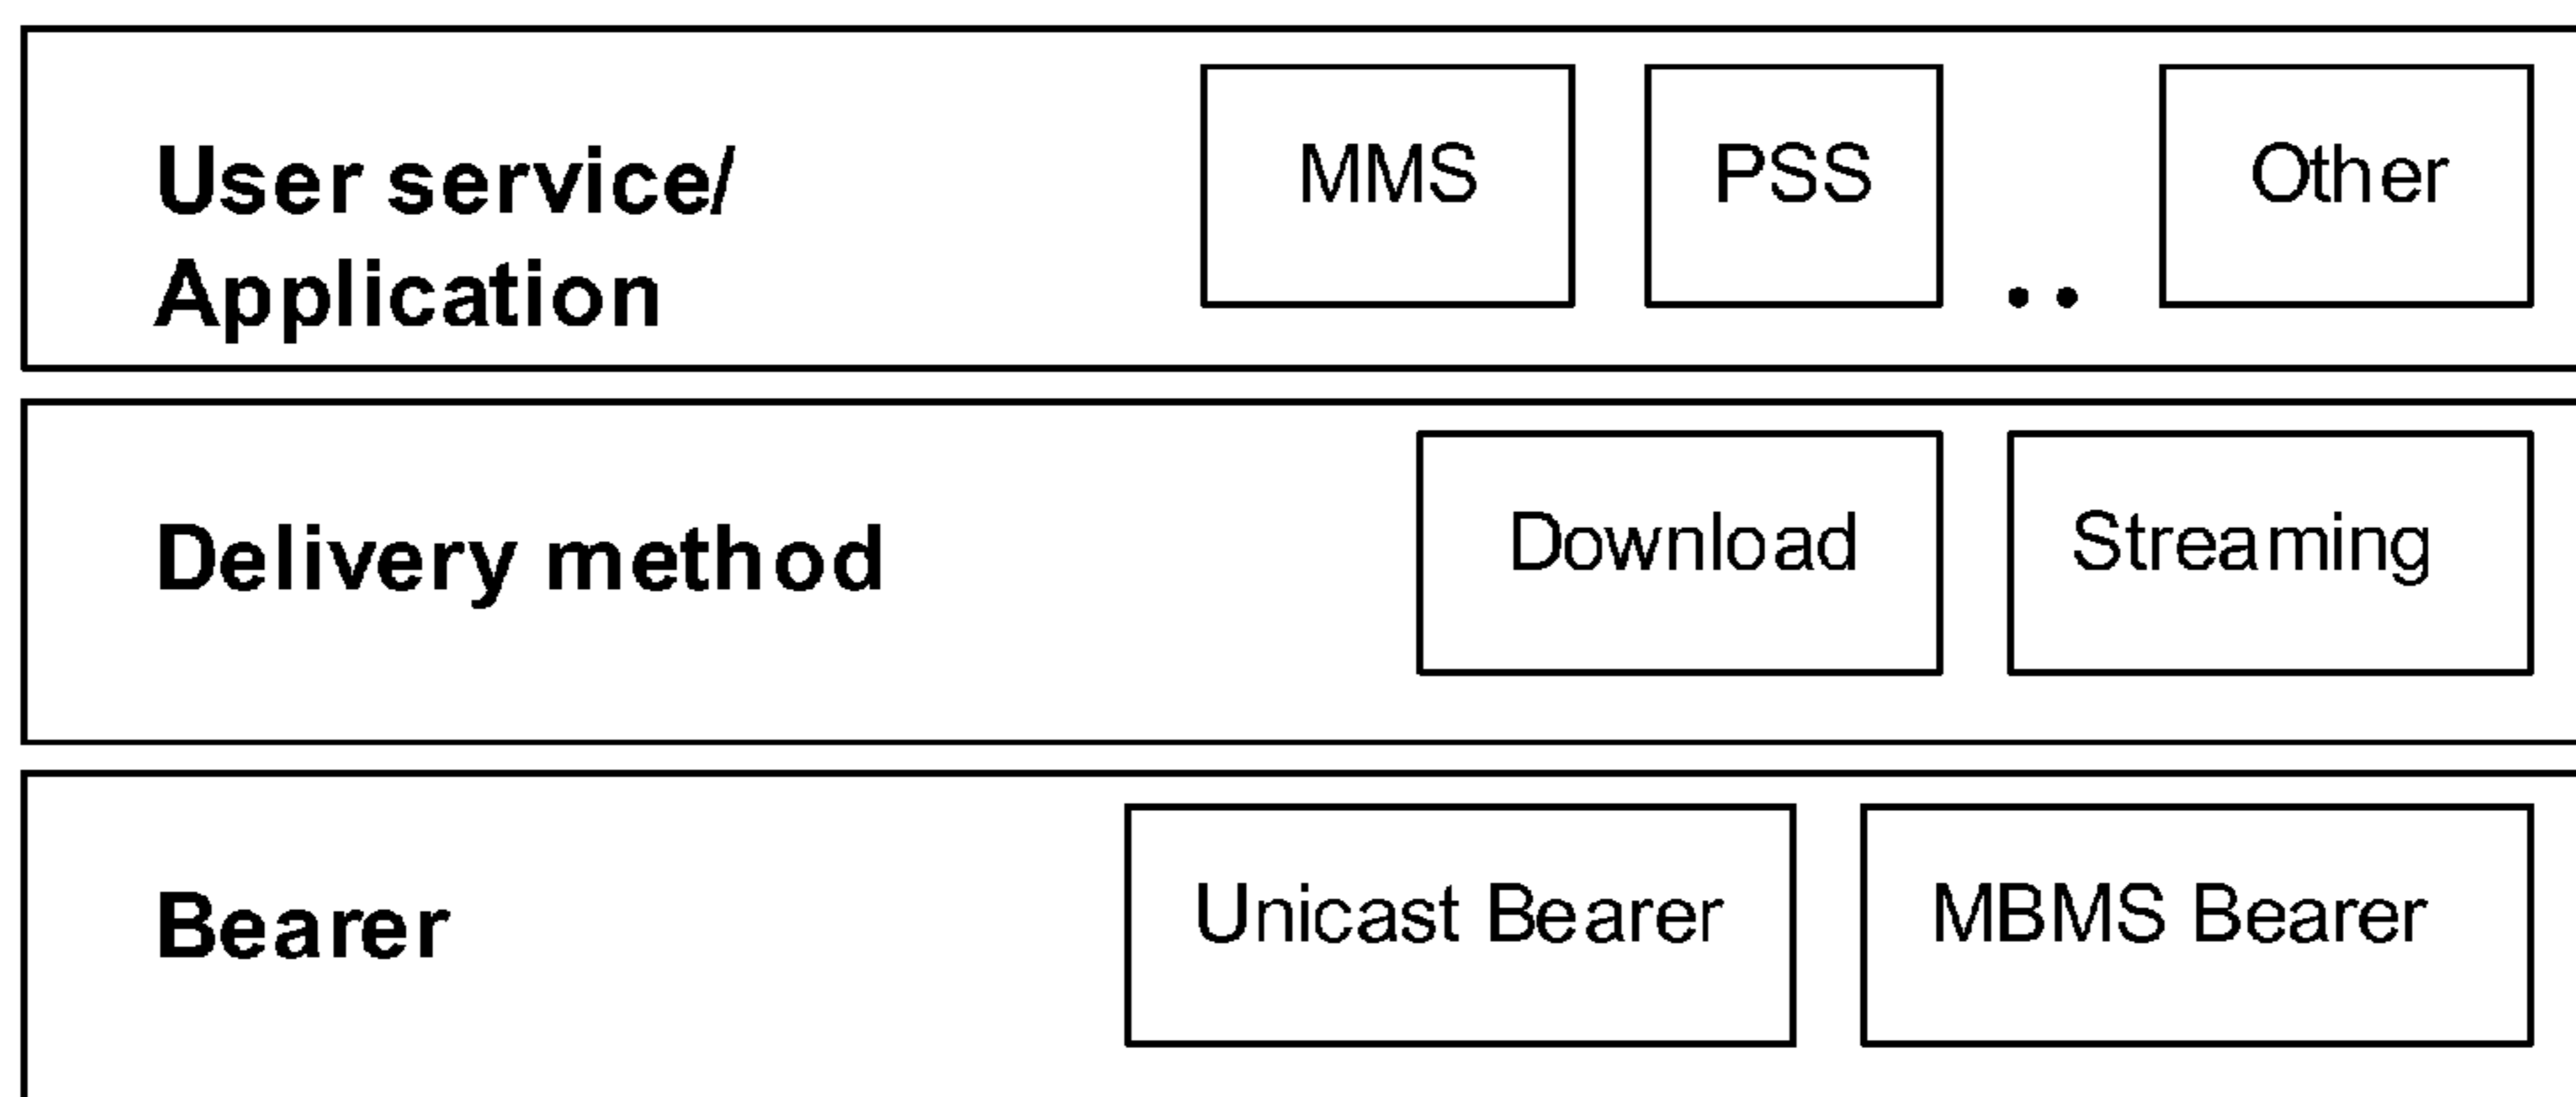 User service/
Application
MMS
PSS
..
Other
Delivery method
Download
Streaming
Bearer
Unicast Bearer
MBMS Bearer